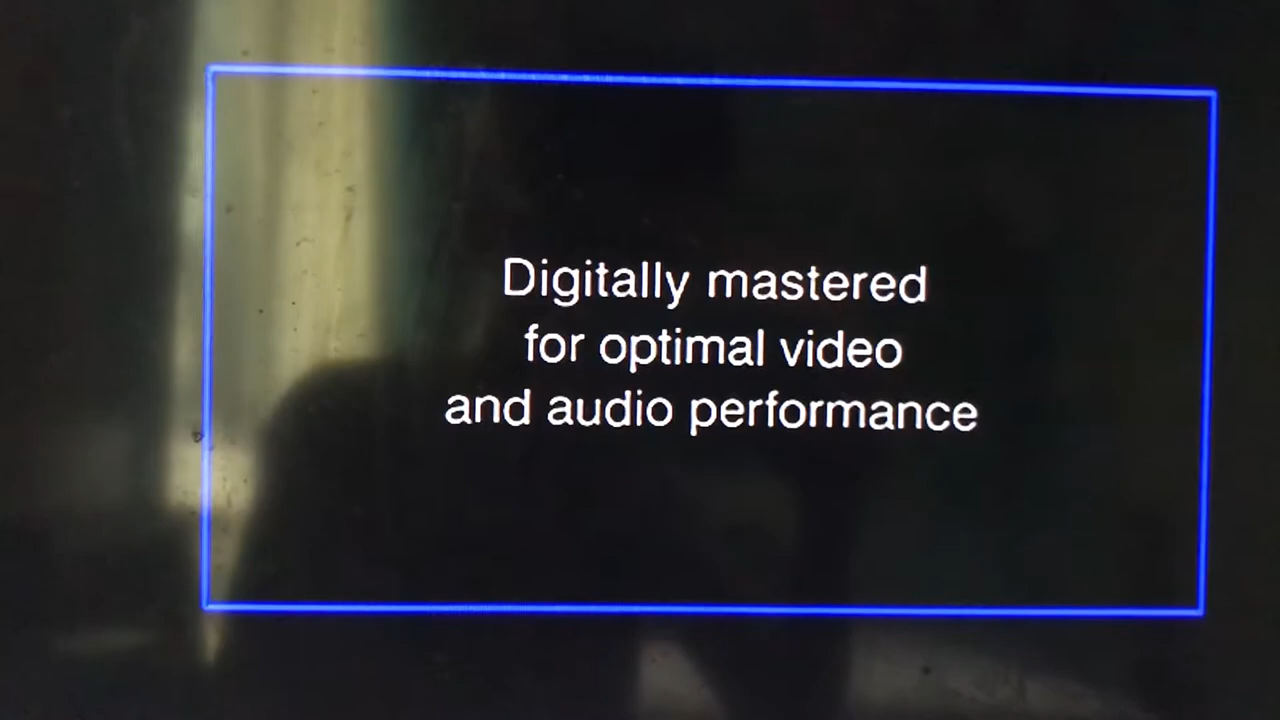 Digitally mastered
for optimal video
and audio performance